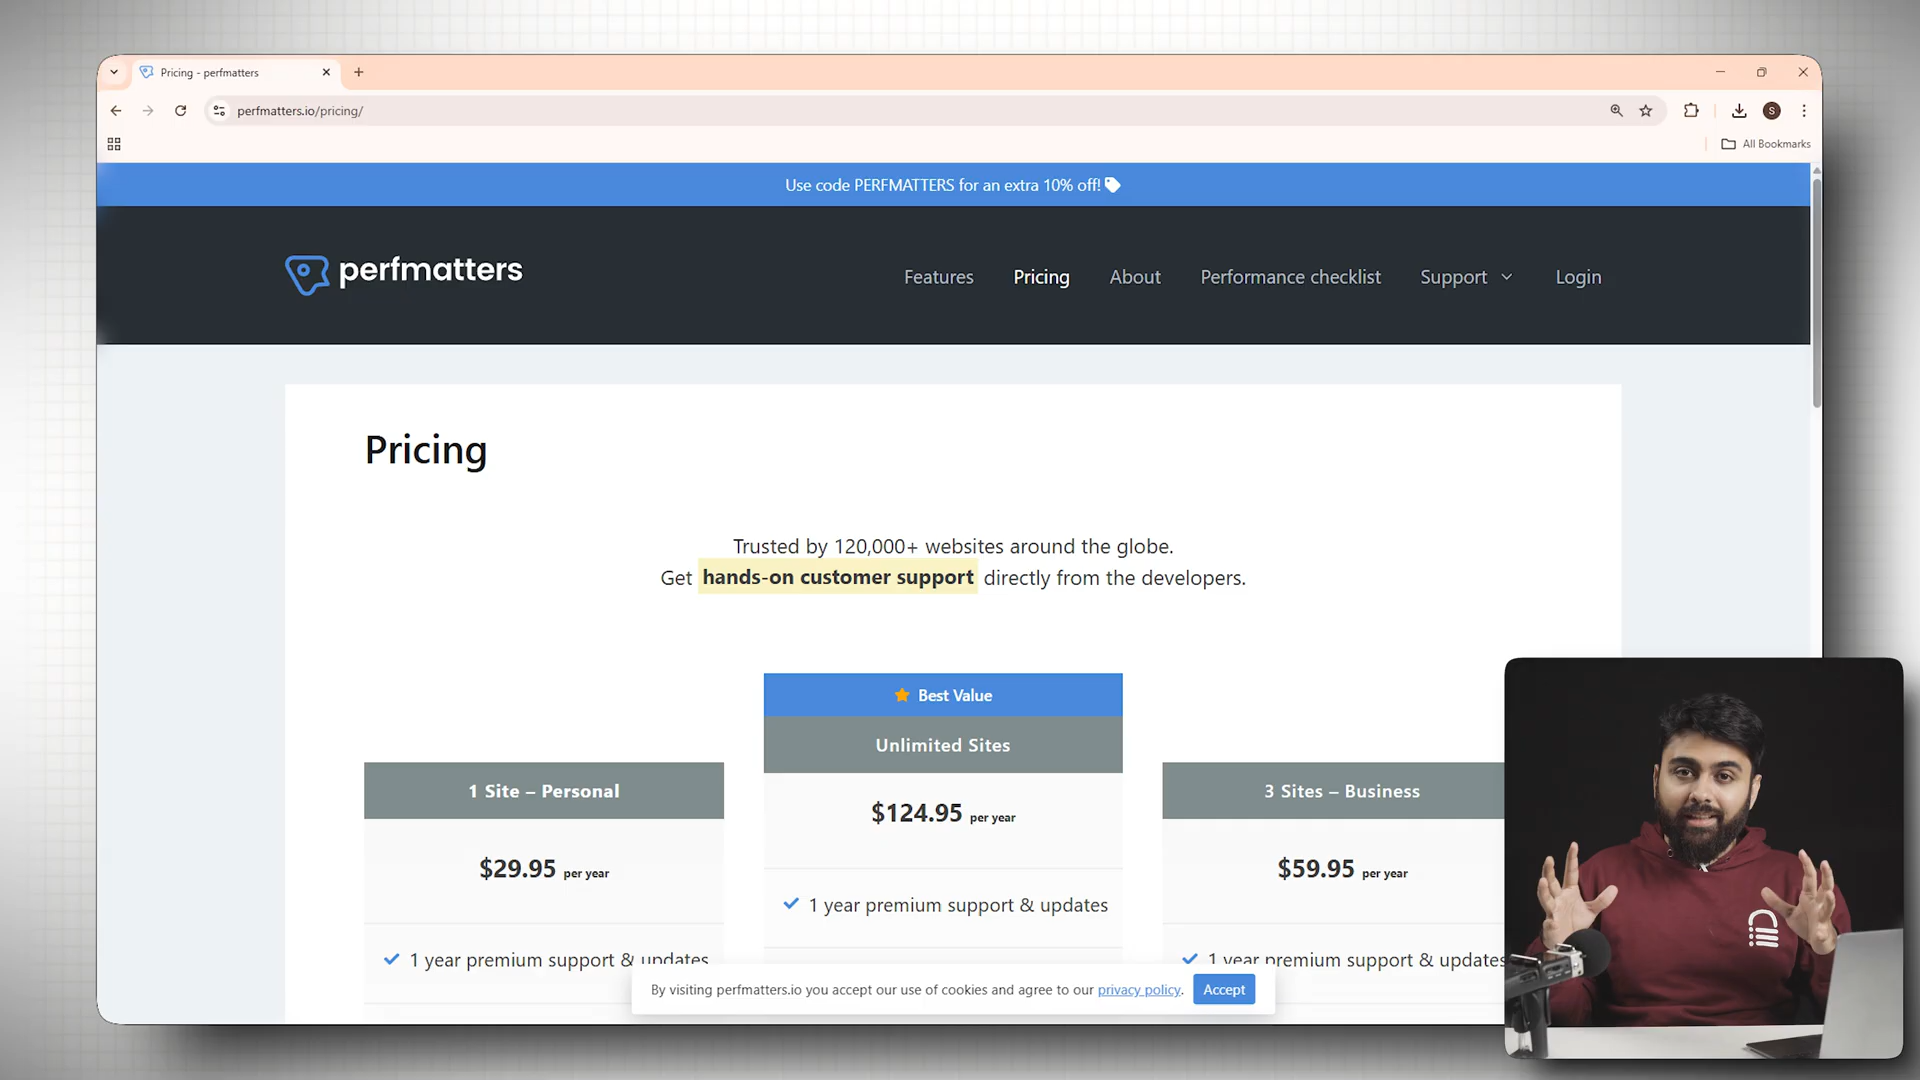 Pricing - perfmatters
perfmatters.io/pricing/
S
All Bookmarks
Use code PERFMATTERS for an extra 10% off!
perfmatters
Features
Pricing
About
Performance checklist
Support
Login
Pricing
Trusted by 120,000+ websites around the globe.
Get hands-on customer support directly from the developers.
Best Value
Unlimited Sites
$124.95 per year
1 year premium support & updates
1 Site – Personal
$29.95 per year
1 year premium support & updates
3 Sites – Business
$59.95 per year
1 year premium support & updates
By visiting perfmatters.io you accept our use of cookies and agree to our privacy policy.
Accept